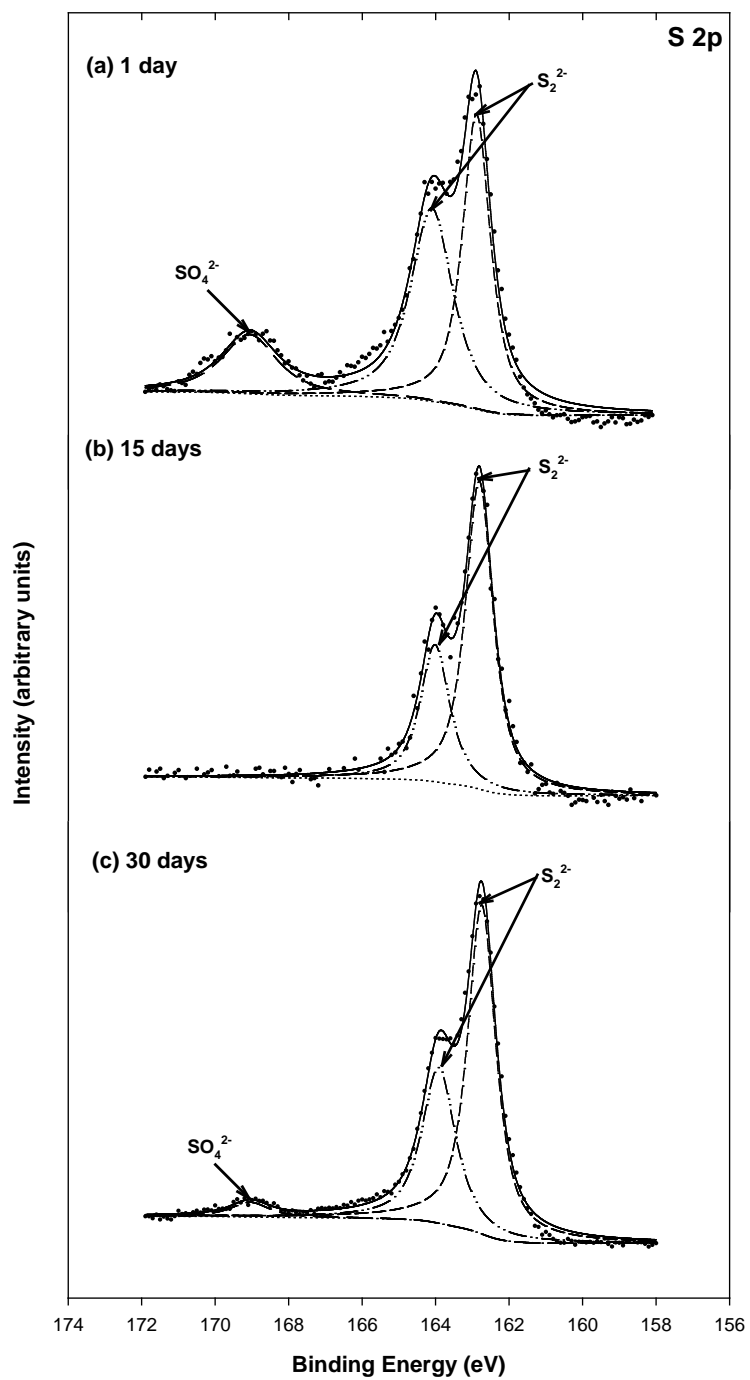 S 2p
(a) 1 day
S₂²⁻
SO₄²⁻
(b) 15 days
S₂²⁻
Intensity (arbitrary units)
(c) 30 days
S₂²⁻
SO₄²⁻
174 172 170 168 166 164 162 160 158 156
Binding Energy (eV)